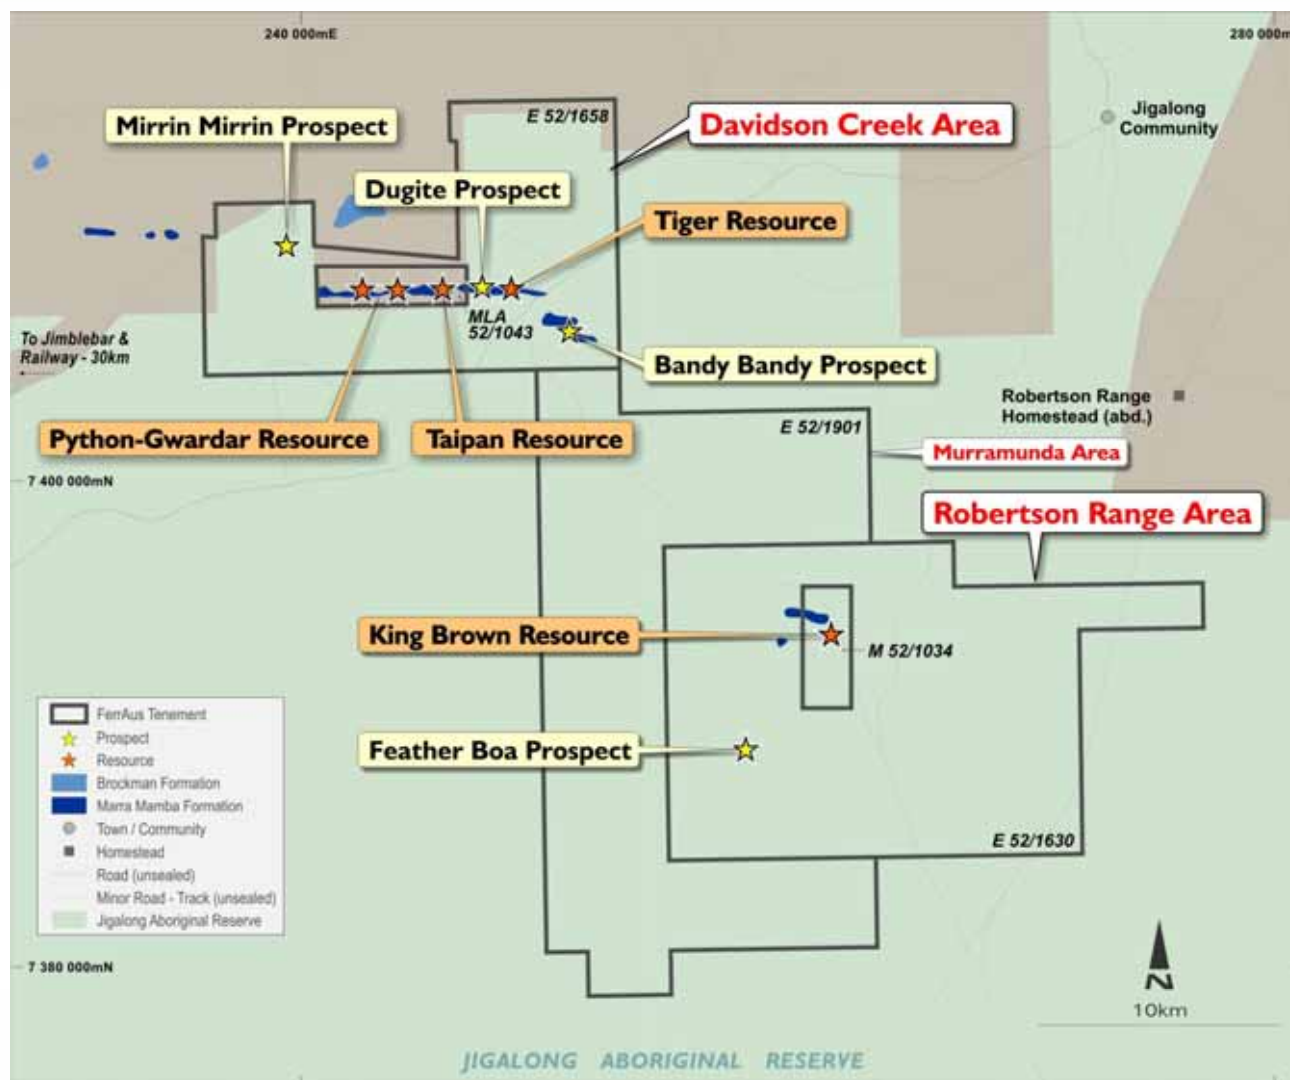 240 000mE
280 000m
E 52/1658
Davidson Creek Area
Jigalong
Community
Mirrin Mirrin Prospect
Dugite Prospect
Tiger Resource
MLA
52/1043
To Jimblebar &
Railway - 30km
Bandy Bandy Prospect
Robertson Range
Homestead (abd.)
Python-Gwardar Resource
Taipan Resource
E 52/1901
Murramunda Area
7 400 000mN
Robertson Range Area
King Brown Resource
M 52/1034
Feather Boa Prospect
E 52/1630
FerrAus Tenement
Prospect
Resource
Brockman Formation
Marra Mamba Formation
Town / Community
Homestead
Road (unsealed)
Minor Road - Track (unsealed)
Jigalong Aboriginal Reserve
7 380 000mN
N
10km
JIGALONG ABORIGINAL RESERVE